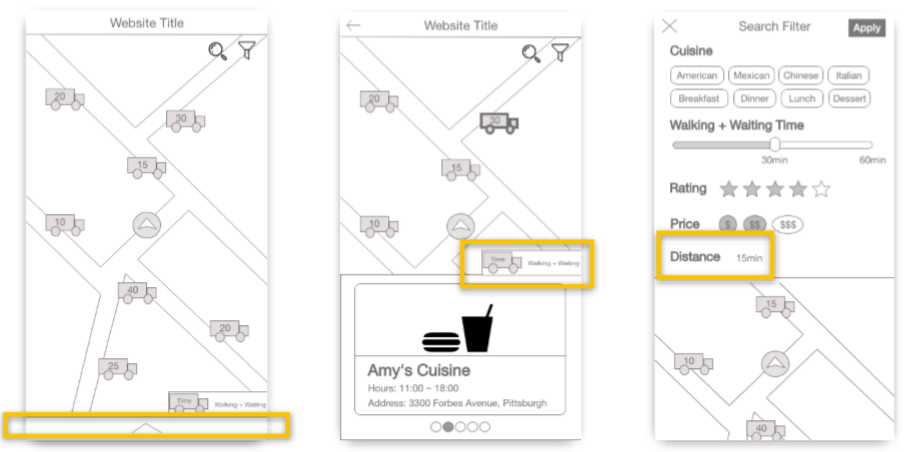 Website Title
20
30
15
10
40
20
25
Time
Walking + Waiting
Website Title
20
30
15
10
Time
Walking + Waiting
Amy's Cuisine
Hours: 11:00 ~ 18:00
Address: 3300 Forbes Avenue, Pittsburgh
Search Filter
Apply
Cuisine
American Mexican Chinese Italian
Breakfast Dinner Lunch Dessert
Walking + Waiting Time
30min 60min
Rating
Price $ $$ $$$
Distance 15min
15
10
40